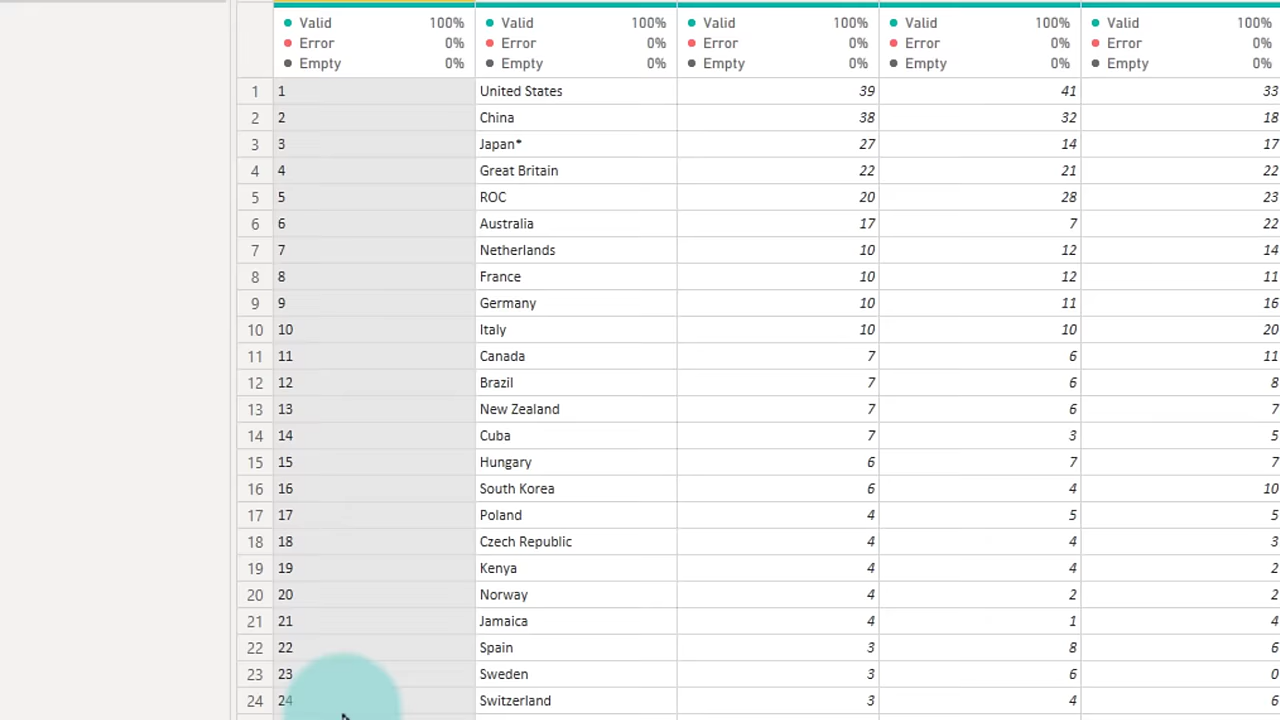 Valid 100% Valid 100% Valid 100% Valid 100% Valid 100%
Error 0% Error 0% Error 0% Error 0% Error 0%
Empty 0% Empty 0% Empty 0% Empty 0% Empty 0%
1 1 United States 39 41 33
2 2 China 38 32 18
3 3 Japan* 27 14 17
4 4 Great Britain 22 21 22
5 5 ROC 20 28 23
6 6 Australia 17 7 22
7 7 Netherlands 10 12 14
8 8 France 10 12 11
9 9 Germany 10 11 16
10 10 Italy 10 10 20
11 11 Canada 7 6 11
12 12 Brazil 7 6 8
13 13 New Zealand 7 6 7
14 14 Cuba 7 3 5
15 15 Hungary 6 7 7
16 16 South Korea 6 4 10
17 17 Poland 4 5 5
18 18 Czech Republic 4 4 3
19 19 Kenya 4 4 2
20 20 Norway 4 2 2
21 21 Jamaica 4 1 4
22 22 Spain 3 8 6
23 23 Sweden 3 6 0
24 24 Switzerland 3 4 6